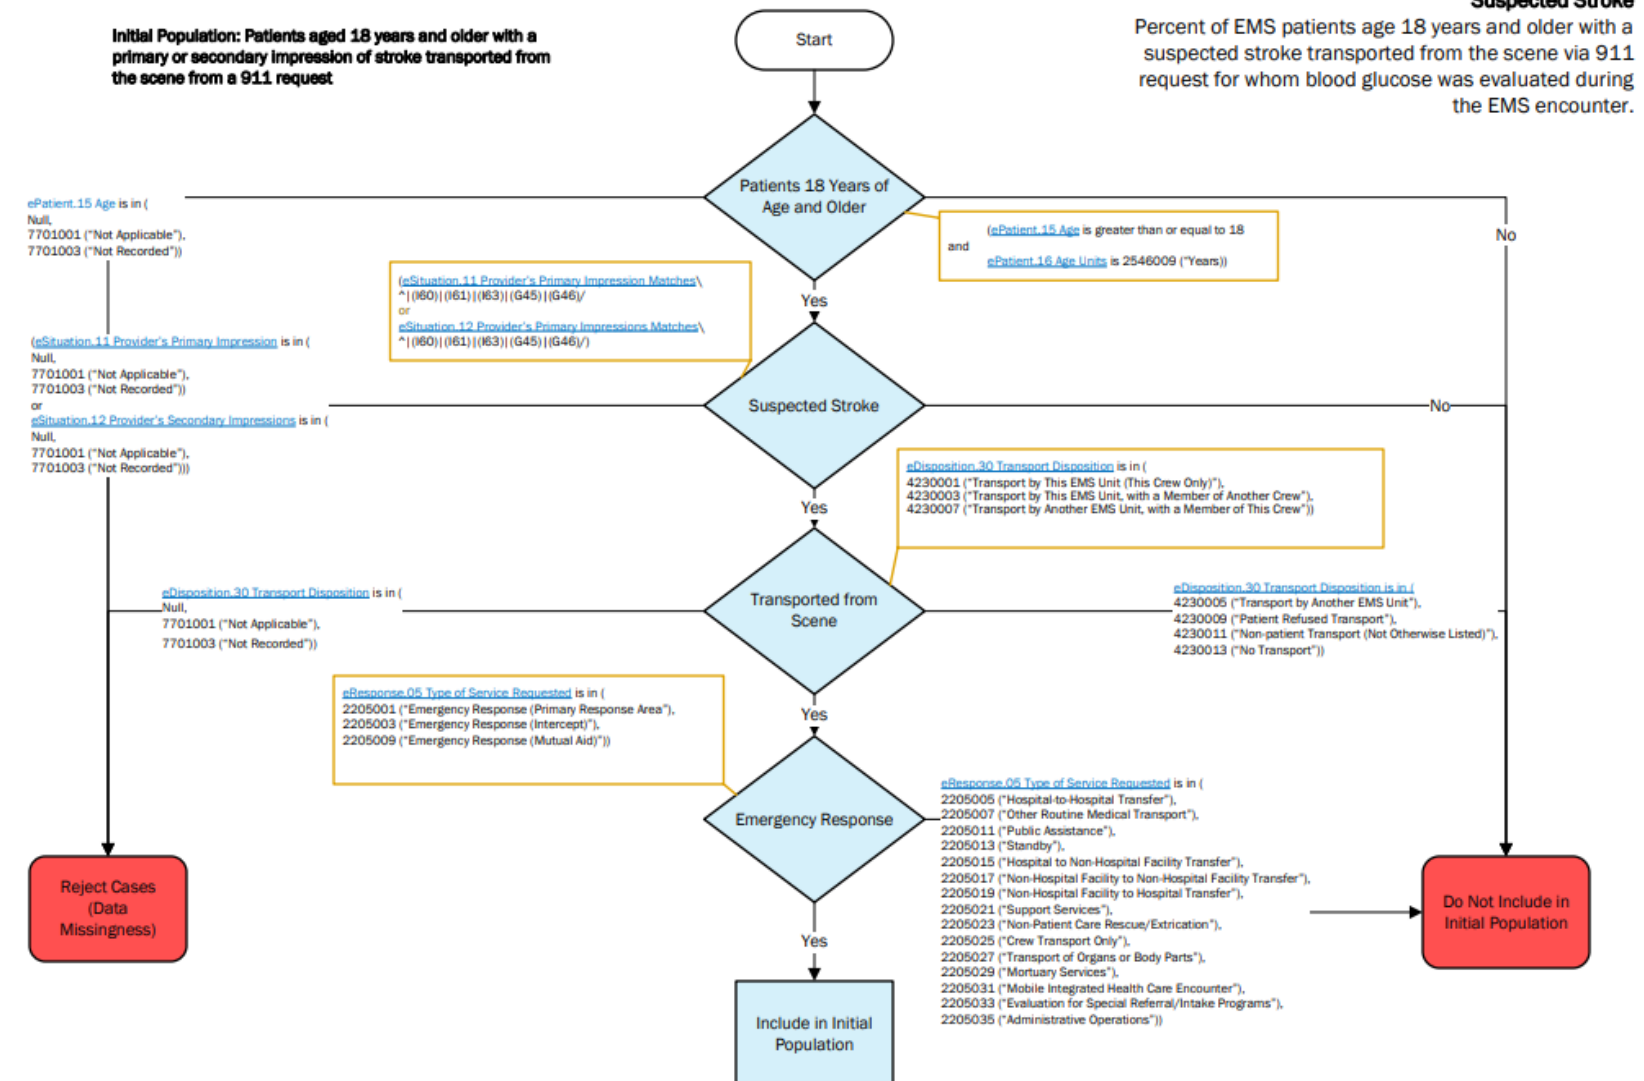 Suspected Stroke
Percent of EMS patients age 18 years and older with a
suspected stroke transported from the scene via 911
request for whom blood glucose was evaluated during
the EMS encounter.
Initial Population: Patients aged 18 years and older with a
primary or secondary impression of stroke transported from
the scene from a 911 request
Start
Patients 18 Years of
Age and Older
ePatient.15 Age is in (
Null,
7701001 ("Not Applicable"),
7701003 ("Not Recorded"))
(ePatient.15 Age is greater than or equal to 18
and
ePatient.16 Age Units is 2546009 ("Years))
No
Yes
(eSituation.11 Provider's Primary Impression Matches\
^|(I60)|(I61)|(I63)|(G45)|(G46)/
or
eSituation.12 Provider's Primary Impressions Matches\
^|(I60)|(I61)|(I63)|(G45)|(G46)/)
(eSituation.11 Provider's Primary Impression is in (
Null,
7701001 ("Not Applicable"),
7701003 ("Not Recorded"))
or
eSituation.12 Provider's Secondary Impressions is in (
Null,
7701001 ("Not Applicable"),
7701003 ("Not Recorded")))
Suspected Stroke
No
Yes
eDisposition.30 Transport Disposition is in (
4230001 ("Transport by This EMS Unit (This Crew Only)"),
4230003 ("Transport by This EMS Unit, with a Member of Another Crew"),
4230007 ("Transport by Another EMS Unit, with a Member of This Crew"))
Transported from
Scene
eDisposition.30 Transport Disposition is in (
Null,
7701001 ("Not Applicable"),
7701003 ("Not Recorded"))
eDisposition.30 Transport Disposition is in (
4230005 ("Transport by Another EMS Unit"),
4230009 ("Patient Refused Transport"),
4230011 ("Non-patient Transport (Not Otherwise Listed)"),
4230013 ("No Transport"))
Yes
eResponse.05 Type of Service Requested is in (
2205001 ("Emergency Response (Primary Response Area"),
2205003 ("Emergency Response (Intercept)"),
2205009 ("Emergency Response (Mutual Aid)"))
Emergency Response
eResponse.05 Type of Service Requested is in (
2205005 ("Hospital-to-Hospital Transfer"),
2205007 ("Other Routine Medical Transport"),
2205011 ("Public Assistance"),
2205013 ("Standby"),
2205015 ("Hospital to Non-Hospital Facility Transfer"),
2205017 ("Non-Hospital Facility to Non-Hospital Facility Transfer"),
2205019 ("Non-Hospital Facility to Hospital Transfer"),
2205021 ("Support Services"),
2205023 ("Non-Patient Care Rescue/Extrication"),
2205025 ("Crew Transport Only"),
2205027 ("Transport of Organs or Body Parts"),
2205029 ("Mortuary Services"),
2205031 ("Mobile Integrated Health Care Encounter"),
2205033 ("Evaluation for Special Referral/Intake Programs"),
2205035 ("Administrative Operations"))
Reject Cases
(Data
Missingness)
Do Not Include in
Initial Population
Yes
Include in Initial
Population